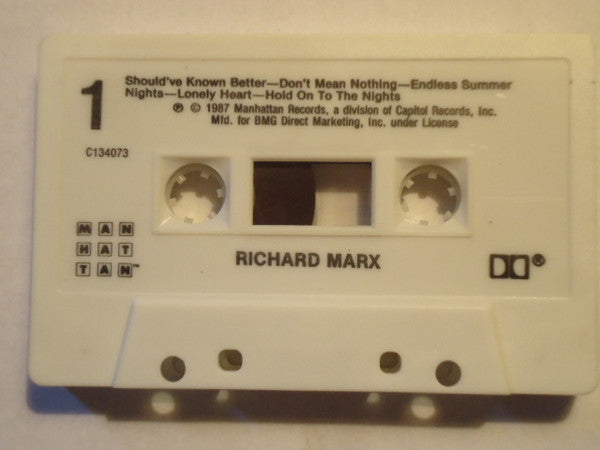 1
Should've Known Better—Don't Mean Nothing—Endless Summer
Nights—Lonely Heart—Hold On To The Nights
℗ © 1987 Manhattan Records, a division of Capitol Records, Inc.
Mfd. for BMG Direct Marketing, Inc. under License
C134073
MAN
HAT
TAN™
RICHARD MARX
®